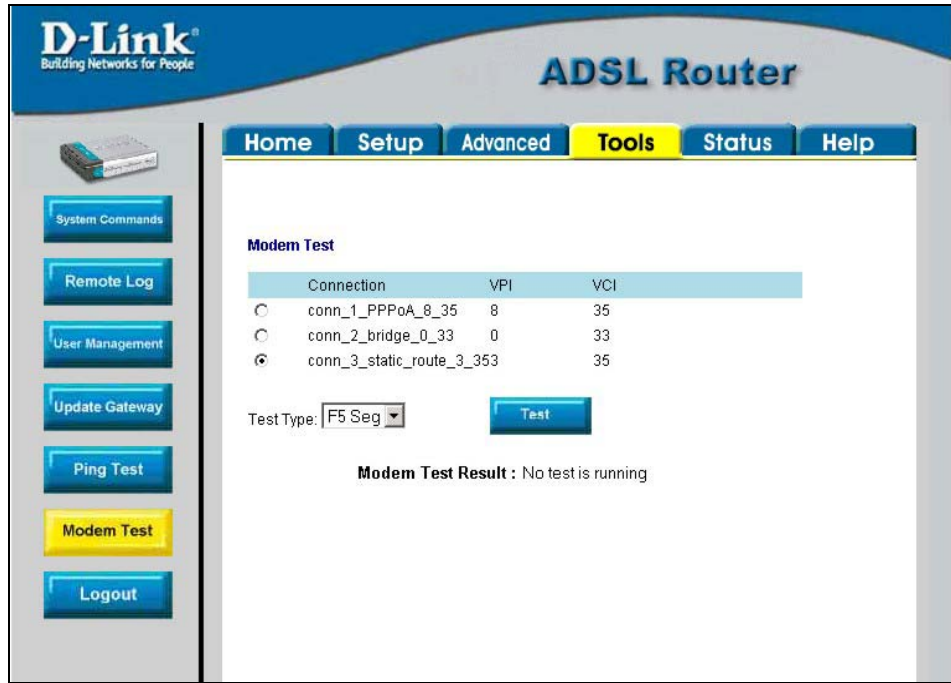 D-Link®
Building Networks for People
ADSL Router
Home Setup Advanced Tools Status Help
System Commands
Remote Log
User Management
Update Gateway
Ping Test
Modem Test
Logout
Modem Test
Connection VPI VCI
conn_1_PPPoA_8_35 8 35
conn_2_bridge_0_33 0 33
conn_3_static_route_3_353 35
Test Type: F5 Seg Test
Modem Test Result : No test is running